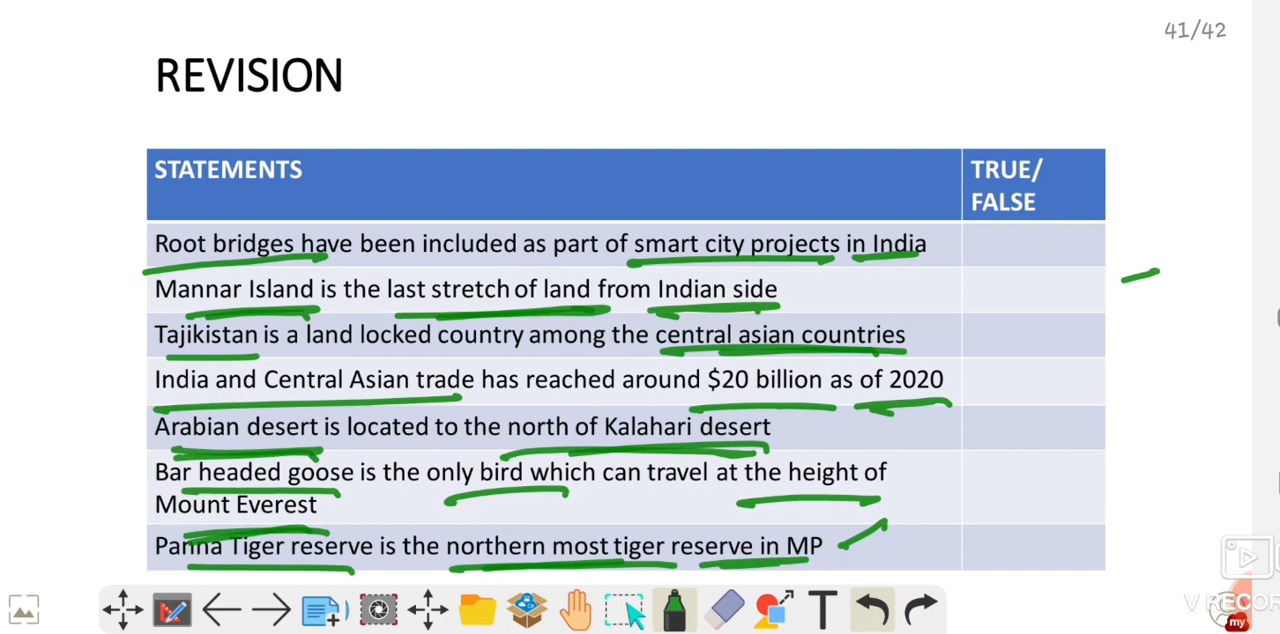 41/42
REVISION
STATEMENTS
TRUE/
FALSE
Root bridges have been included as part of smart city projects in India
Mannar Island is the last stretch of land from Indian side
Tajikistan is a land locked country among the central asian countries
India and Central Asian trade has reached around $20 billion as of 2020
Arabian desert is located to the north of Kalahari desert
Bar headed goose is the only bird which can travel at the height of
Mount Everest
Panna Tiger reserve is the northern most tiger reserve in MP
T
V RECOR
my